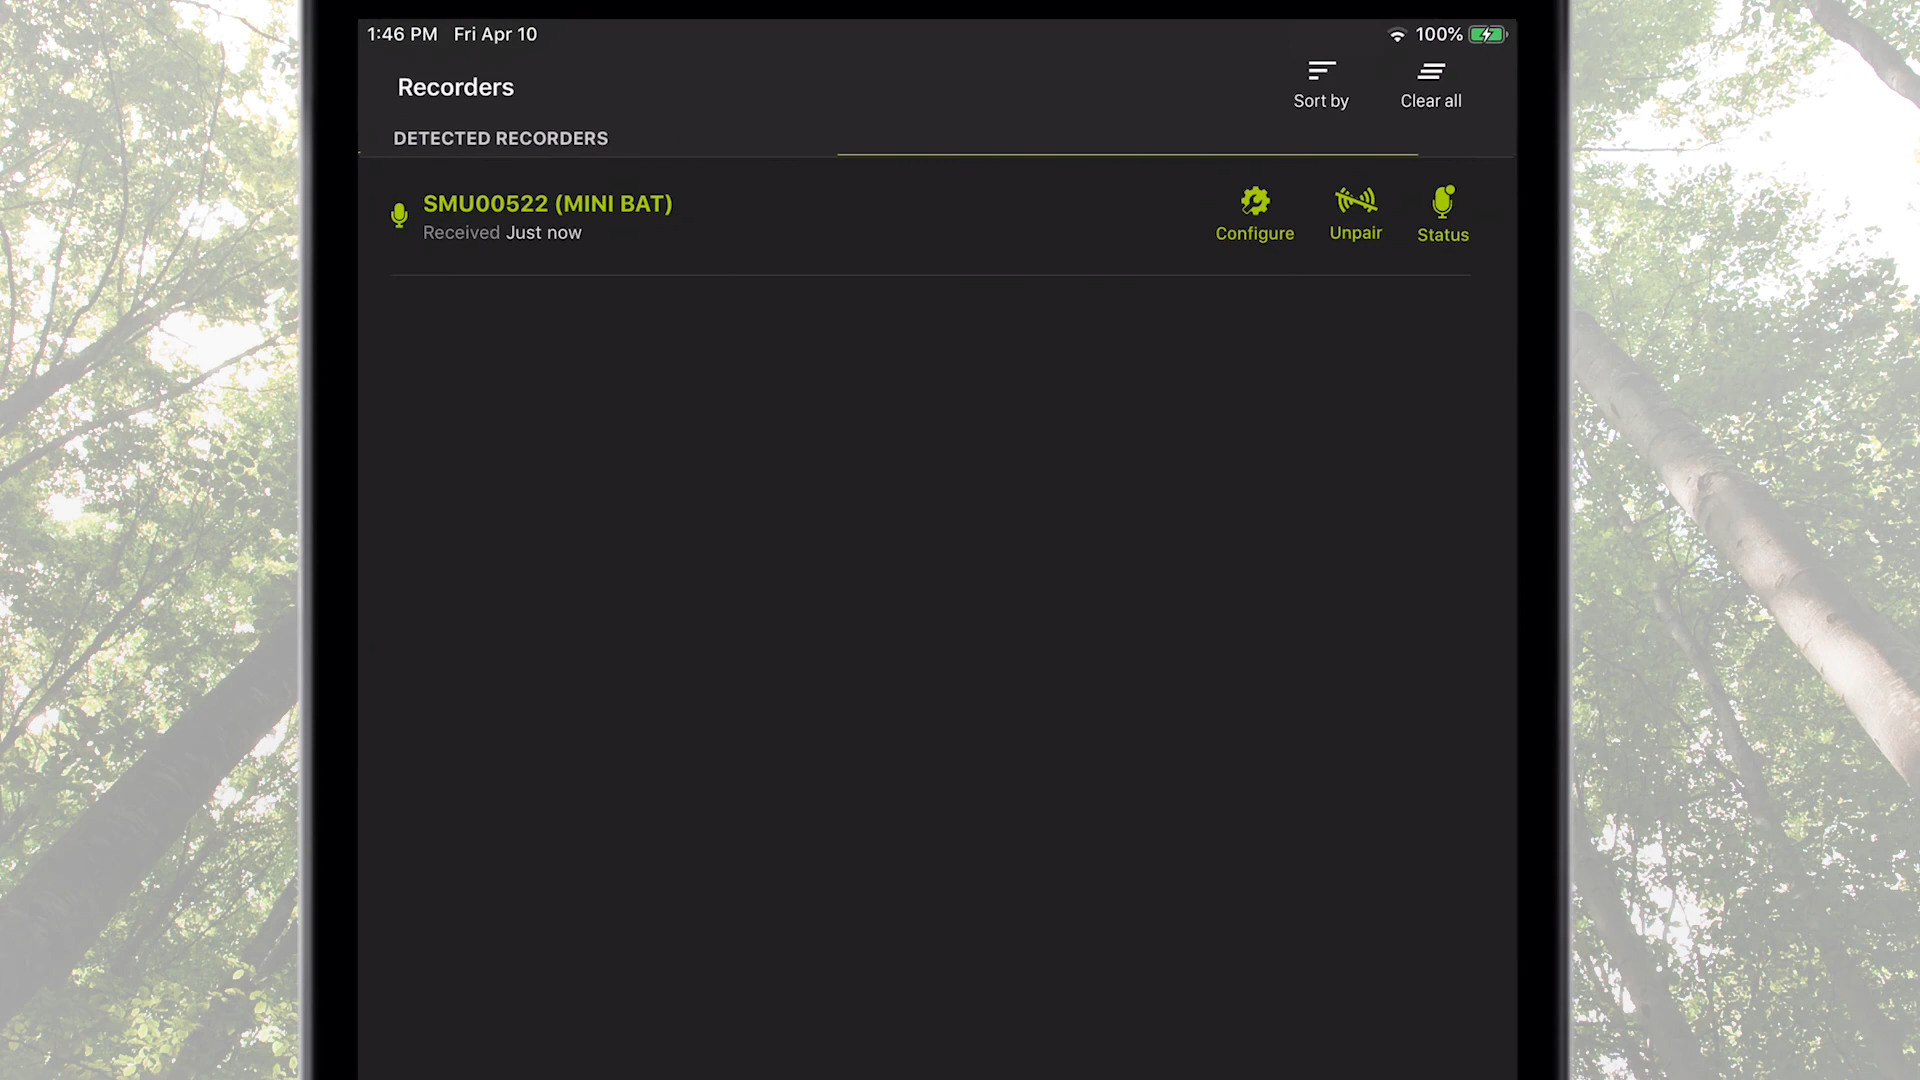 1:46 PM Fri Apr 10 100%
Recorders
Sort by Clear all
DETECTED RECORDERS
SMU00522 (MINI BAT)
Received Just now
Configure Unpair Status